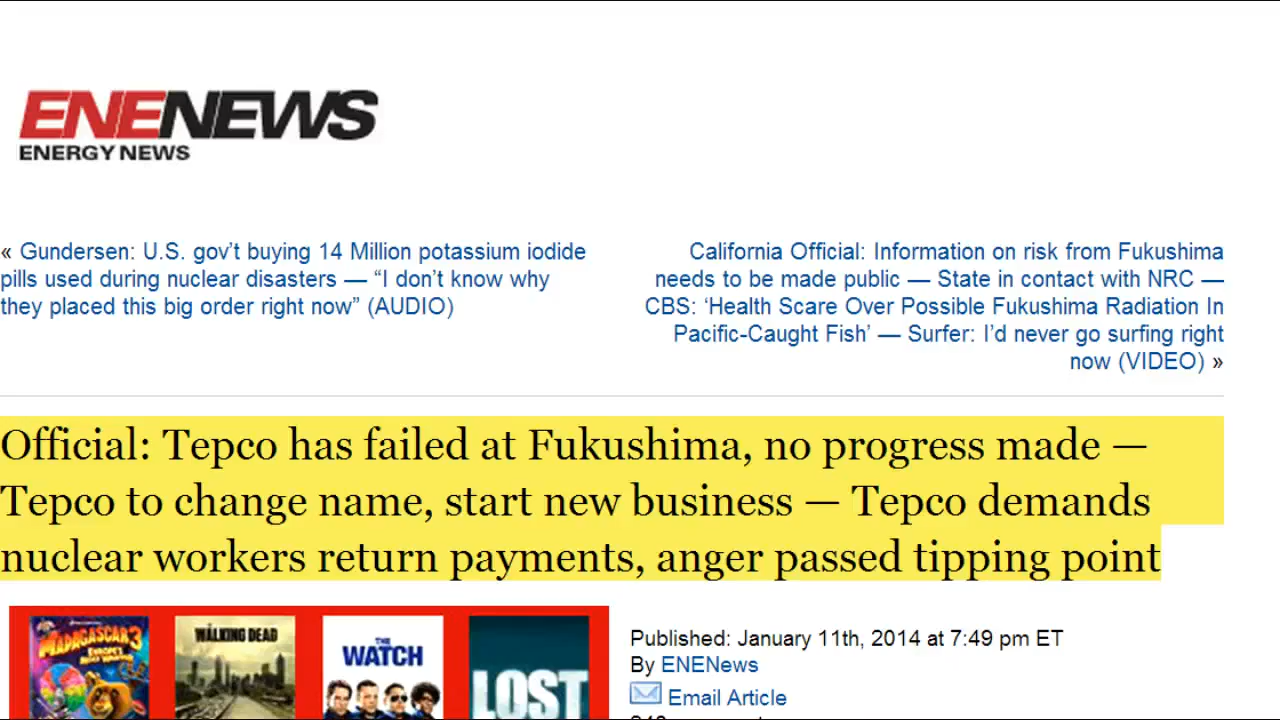 ENENEWS
ENERGY NEWS
« Gundersen: U.S. gov’t buying 14 Million potassium iodide
pills used during nuclear disasters — “I don’t know why
they placed this big order right now” (AUDIO)
California Official: Information on risk from Fukushima
needs to be made public — State in contact with NRC —
CBS: ‘Health Scare Over Possible Fukushima Radiation In
Pacific-Caught Fish’ — Surfer: I’d never go surfing right
now (VIDEO) »
Official: Tepco has failed at Fukushima, no progress made —
Tepco to change name, start new business — Tepco demands
nuclear workers return payments, anger passed tipping point
MADAGASCAR 3
THE WALKING DEAD
THE
WATCH
LOST
Published: January 11th, 2014 at 7:49 pm ET
By ENENews
Email Article